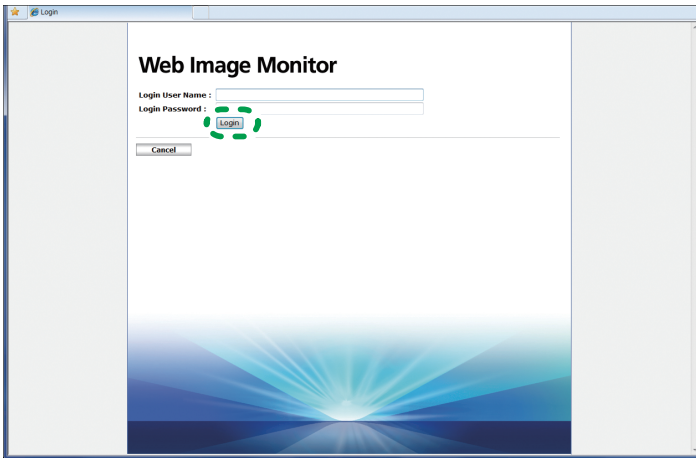 Login
Web Image Monitor
Login User Name :
Login Password :
Login
Cancel